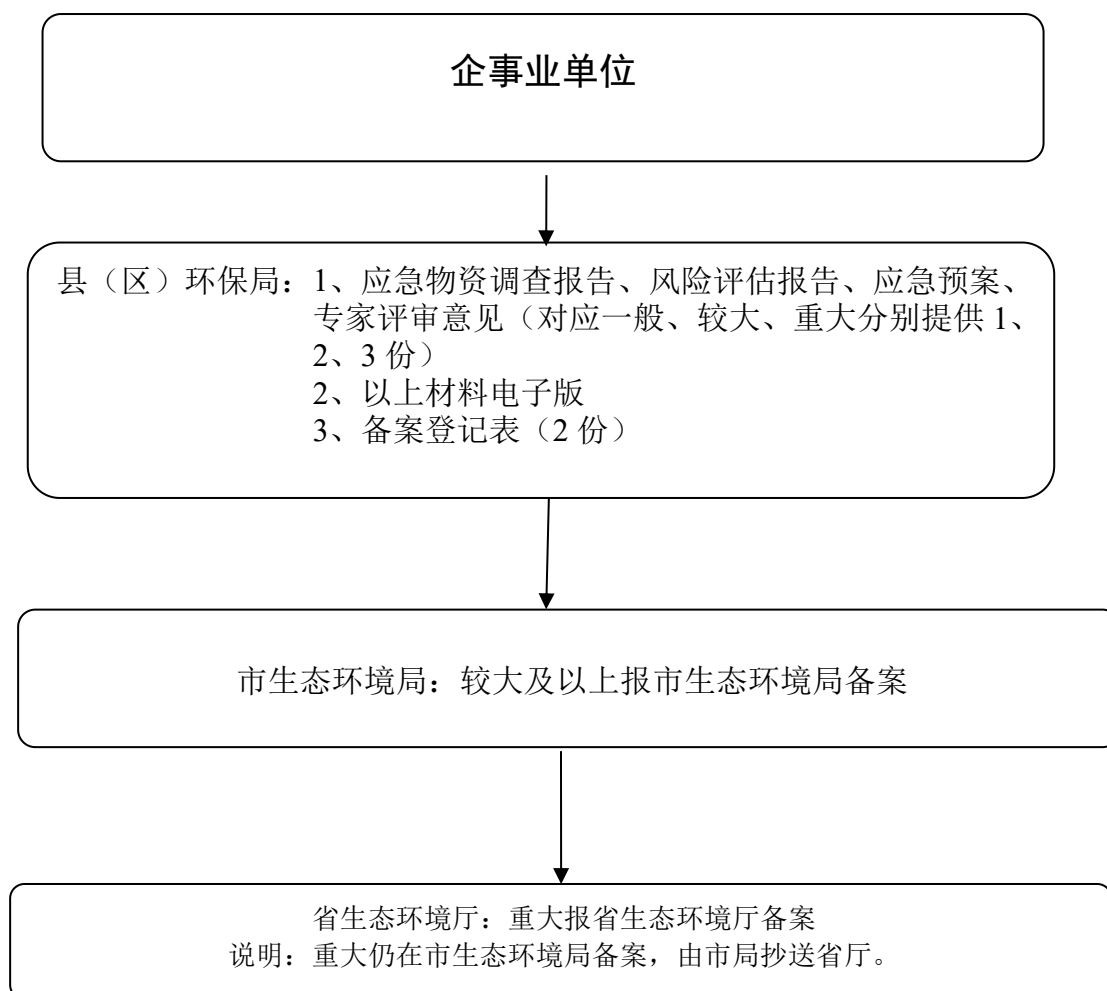 企事业单位
县（区）环保局：1、应急物资调查报告、风险评估报告、应急预案、
专家评审意见（对应一般、较大、重大分别提供 1、
2、3 份）
2、以上材料电子版
3、备案登记表（2 份）
市生态环境局：较大及以上报市生态环境局备案
省生态环境厅：重大报省生态环境厅备案
说明：重大仍在市生态环境局备案，由市局抄送省厅。